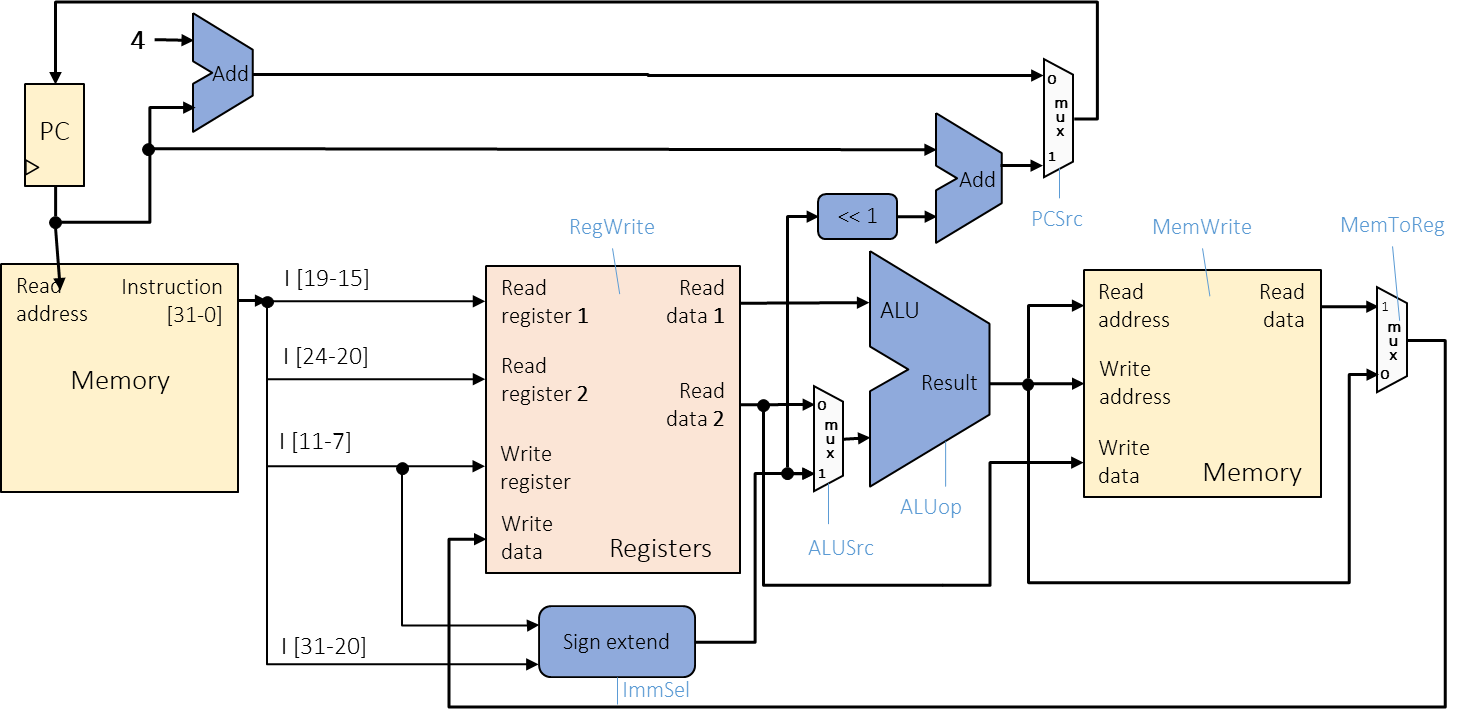 4
Add
PC
0
m
u
x
1
PCSrc
Add
<< 1
RegWrite
MemWrite
MemToReg
Read
address
Instruction
[31-0]
Memory
I [19-15]
I [24-20]
I [11-7]
I [31-20]
Read
register 1
Read
data 1
Read
register 2
Read
data 2
Write
register
Write
data
Registers
ALU
Result
ALUop
0
m
u
x
1
ALUSrc
Read
address
Read
data
Write
address
Write
data
Memory
1
m
u
x
0
Sign extend
ImmSel